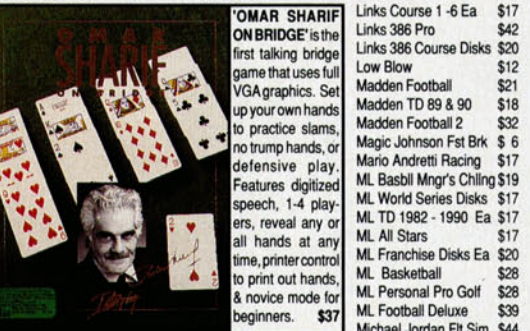 OMAR
SHARIF
ON BRIDGE
'OMAR SHARIF
ON BRIDGE' is the
first talking bridge
game that uses full
VGA graphics. Set
up your own hands
to practice slams,
no trump hands, or
defensive play.
Features digitized
speech, 1-4 play-
ers, reveal any or
all hands at any
time, printer control
to print out hands,
& novice mode for
beginners. $37
Links Course 1 -6 Ea $17
Links 386 Pro $42
Links 386 Course Disks $20
Low Blow $12
Madden Football $21
Madden TD 89 & 90 $18
Madden Football 2 $32
Magic Johnson Fst Brk $ 6
Mario Andretti Racing $17
ML Basbll Mngr's Chllng $19
ML World Series Disks $17
ML TD 1982 - 1990 Ea $17
ML All Stars $17
ML Franchise Disks Ea $20
ML Basketball $28
ML Personal Pro Golf $28
ML Football Deluxe $39
Michael Jordan Flt Sim $44